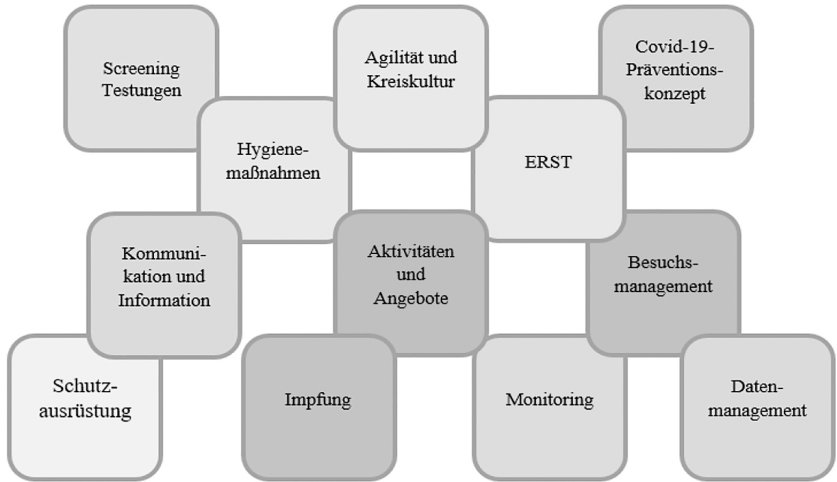 Screening
Testungen
Agilität und
Kreiskultur
Covid-19-
Präventions-
konzept
Hygiene-
maßnahmen
ERST
Kommuni-
kation und
Information
Aktivitäten
und
Angebote
Besuchs-
management
Schutz-
ausrüstung
Impfung
Monitoring
Daten-
management